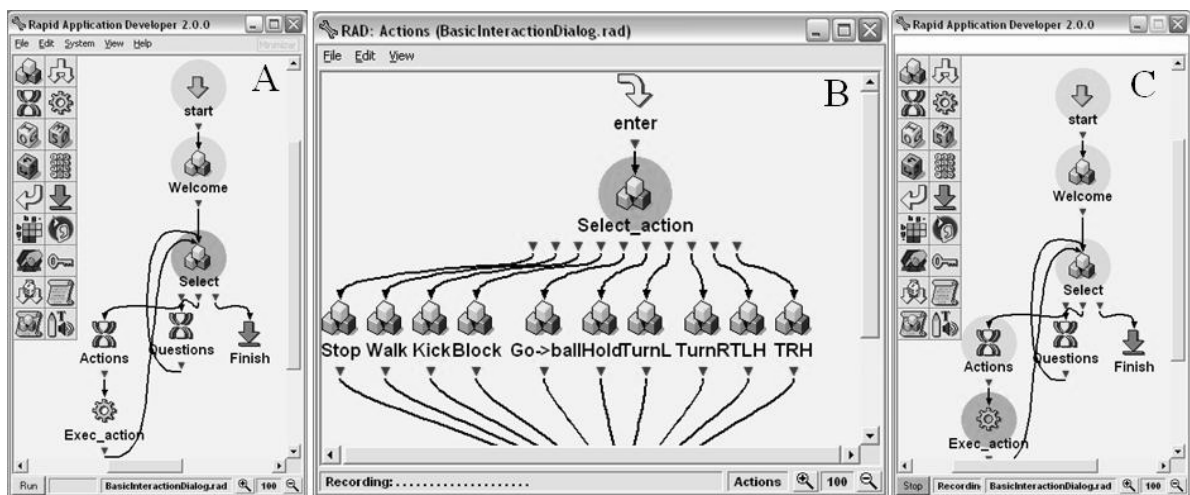 Rapid Application Developer 2.0.0
File Edit System View Help
A
start
Welcome
Select
Actions
Questions
Finish
Exec_action
Run
BasicInteractionDialog.rad
100
RAD: Actions (BasicInteractionDialog.rad)
File Edit View
B
enter
Select_action
Stop Walk Kick Block Go->ball Hold TurnL TurnR TLH TRH
Recording: . . . . . . . . . . . . . . . . . . . .
Actions
100
Rapid Application Developer 2.0.0
C
start
Welcome
Select
Actions
Questions
Finish
Exec_action
Stop
Recordin
BasicInteractionDialog.rad
100